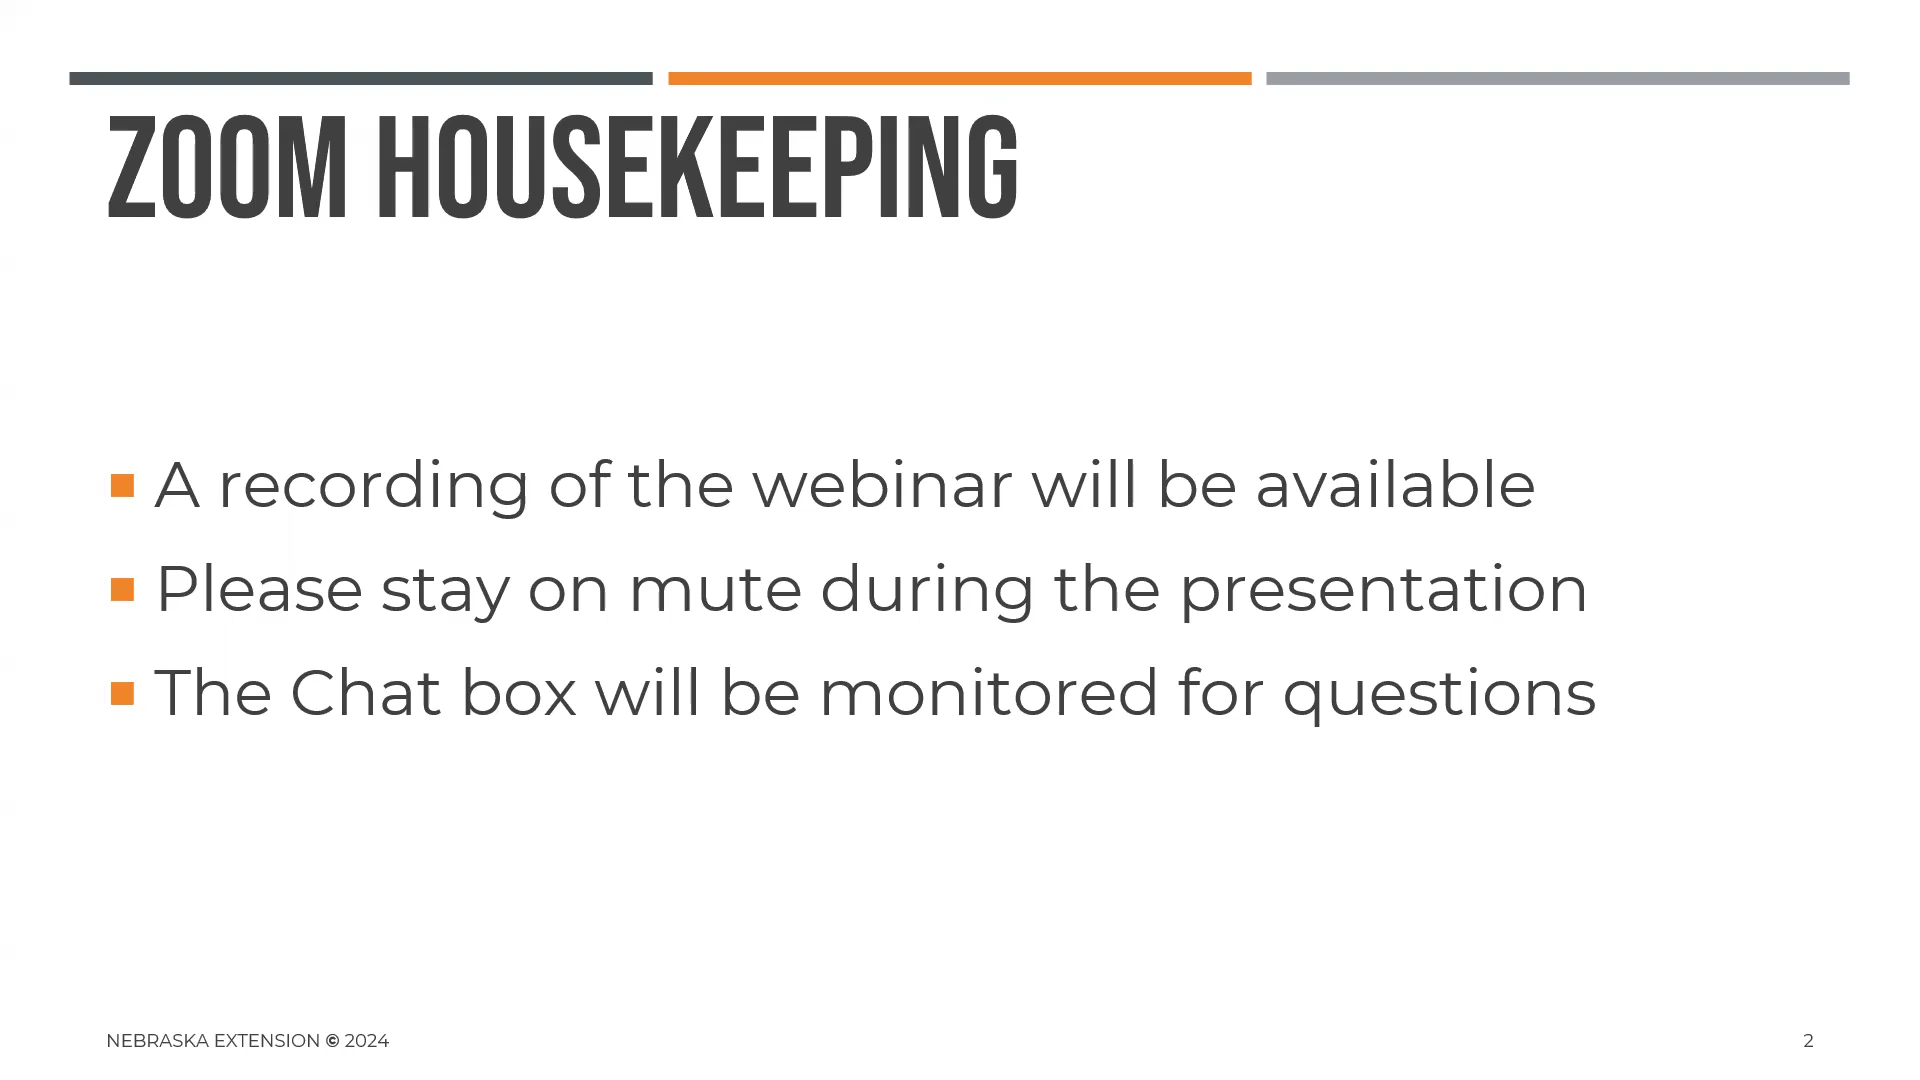 ZOOM HOUSEKEEPING
A recording of the webinar will be available
Please stay on mute during the presentation
The Chat box will be monitored for questions
NEBRASKA EXTENSION © 2024
2